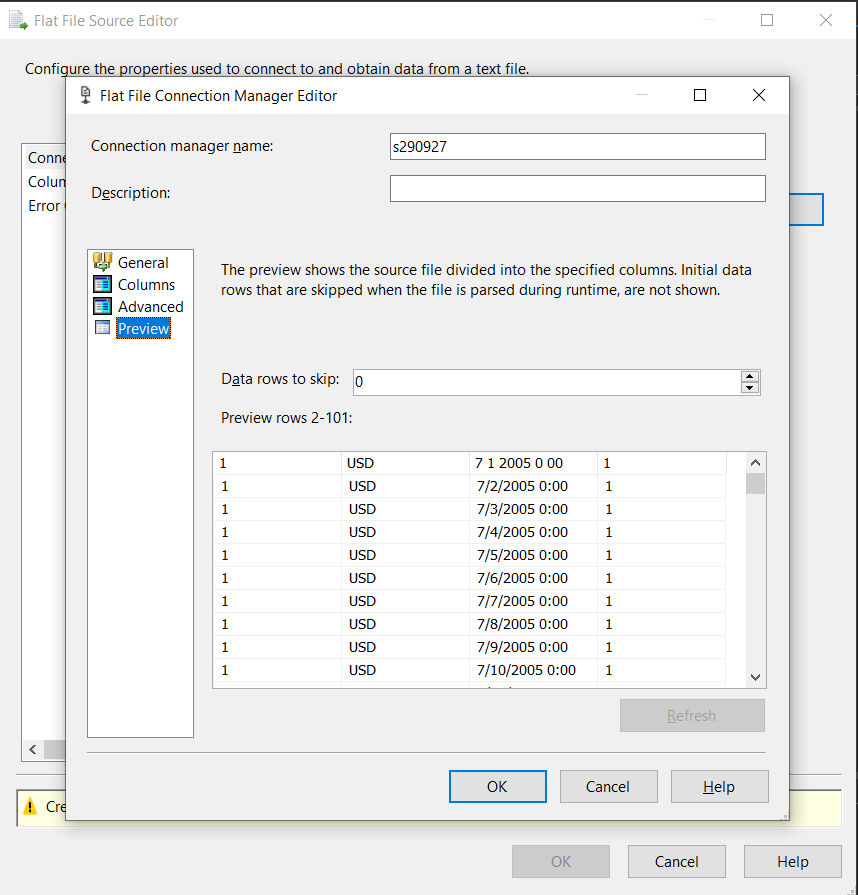 Flat File Source Editor
Configure the properties used to connect to and obtain data from a text file.
Flat File Connection Manager Editor
Connection manager name:
s290927
Description:
General
Columns
Advanced
Preview
The preview shows the source file divided into the specified columns. Initial data
rows that are skipped when the file is parsed during runtime, are not shown.
Data rows to skip:
0
Preview rows 2-101:
1 USD 7 1 2005 0 00 1
1 USD 7/2/2005 0:00 1
1 USD 7/3/2005 0:00 1
1 USD 7/4/2005 0:00 1
1 USD 7/5/2005 0:00 1
1 USD 7/6/2005 0:00 1
1 USD 7/7/2005 0:00 1
1 USD 7/8/2005 0:00 1
1 USD 7/9/2005 0:00 1
1 USD 7/10/2005 0:00 1
Refresh
OK Cancel Help
Error
OK Cancel Help